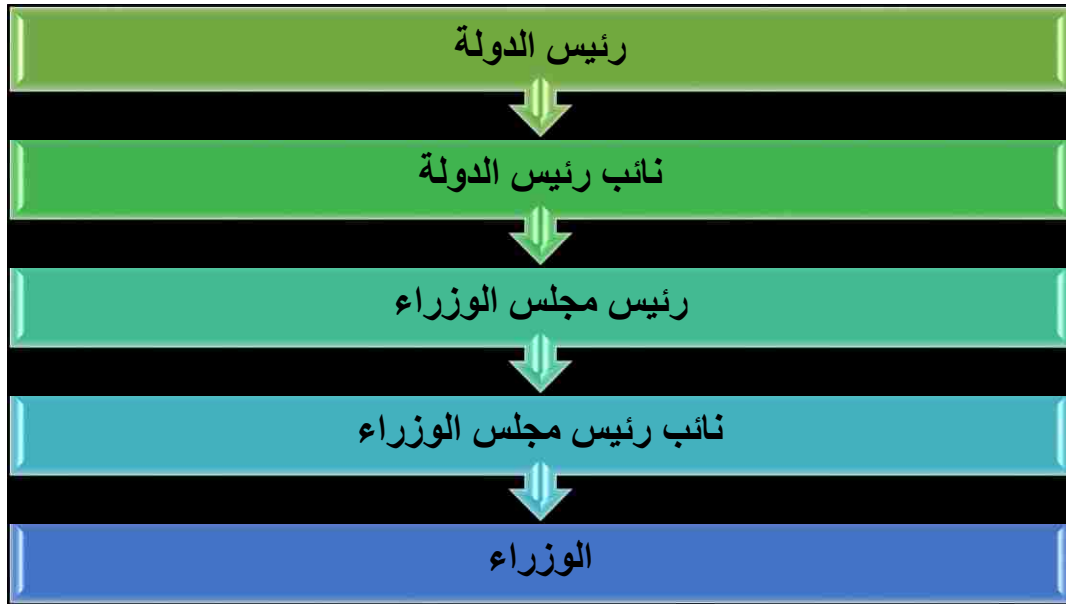 رئيس الدولة
نائب رئيس الدولة
رئيس مجلس الوزراء
نائب رئيس مجلس الوزراء
الوزراء